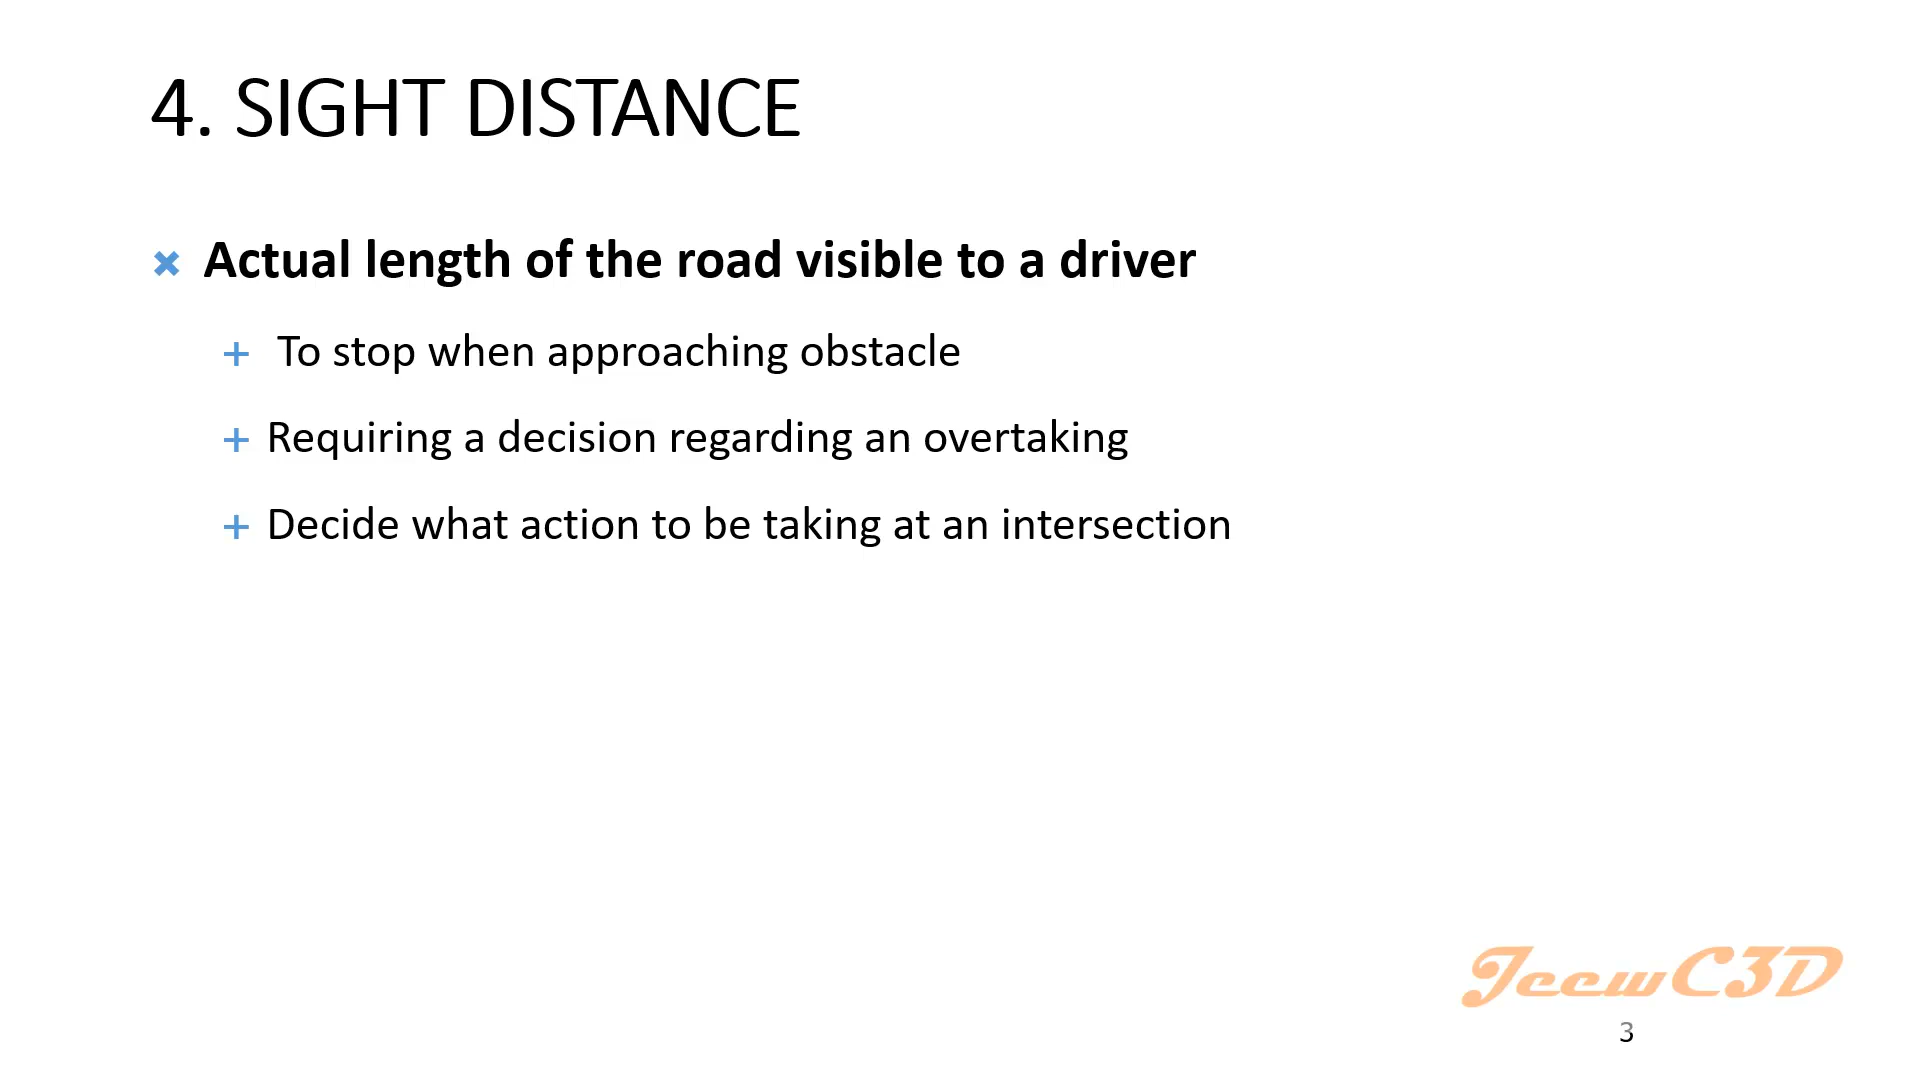 4. SIGHT DISTANCE
Actual length of the road visible to a driver
To stop when approaching obstacle
Requiring a decision regarding an overtaking
Decide what action to be taking at an intersection
JeewC3D
3